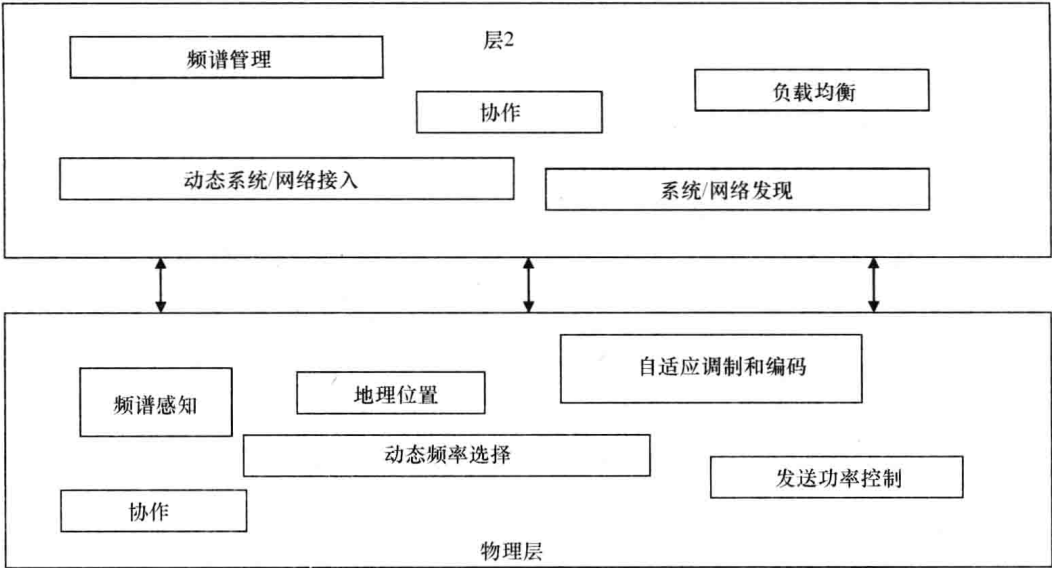 层2
频谱管理
负载均衡
协作
动态系统/网络接入
系统/网络发现
自适应调制和编码
频谱感知
地理位置
动态频率选择
发送功率控制
协作
物理层